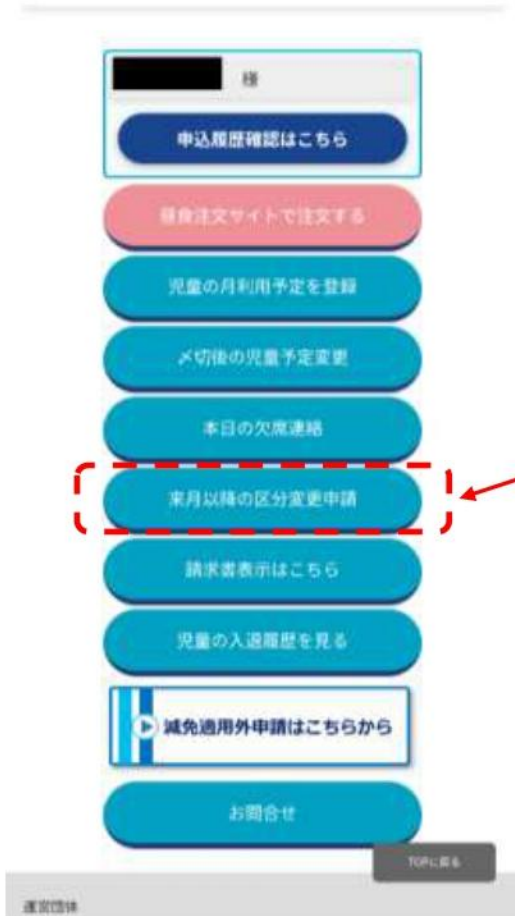 様
申込履歴確認はこちら
昼食注文サイトで注文する
児童の月利用予定を登録
〆切後の児童予定変更
本日の欠席連絡
来月以降の区分変更申請
請求書表示はこちら
児童の入退履歴を見る
減免適用外申請はこちらから
お問合せ
TOPに戻る
運営団体